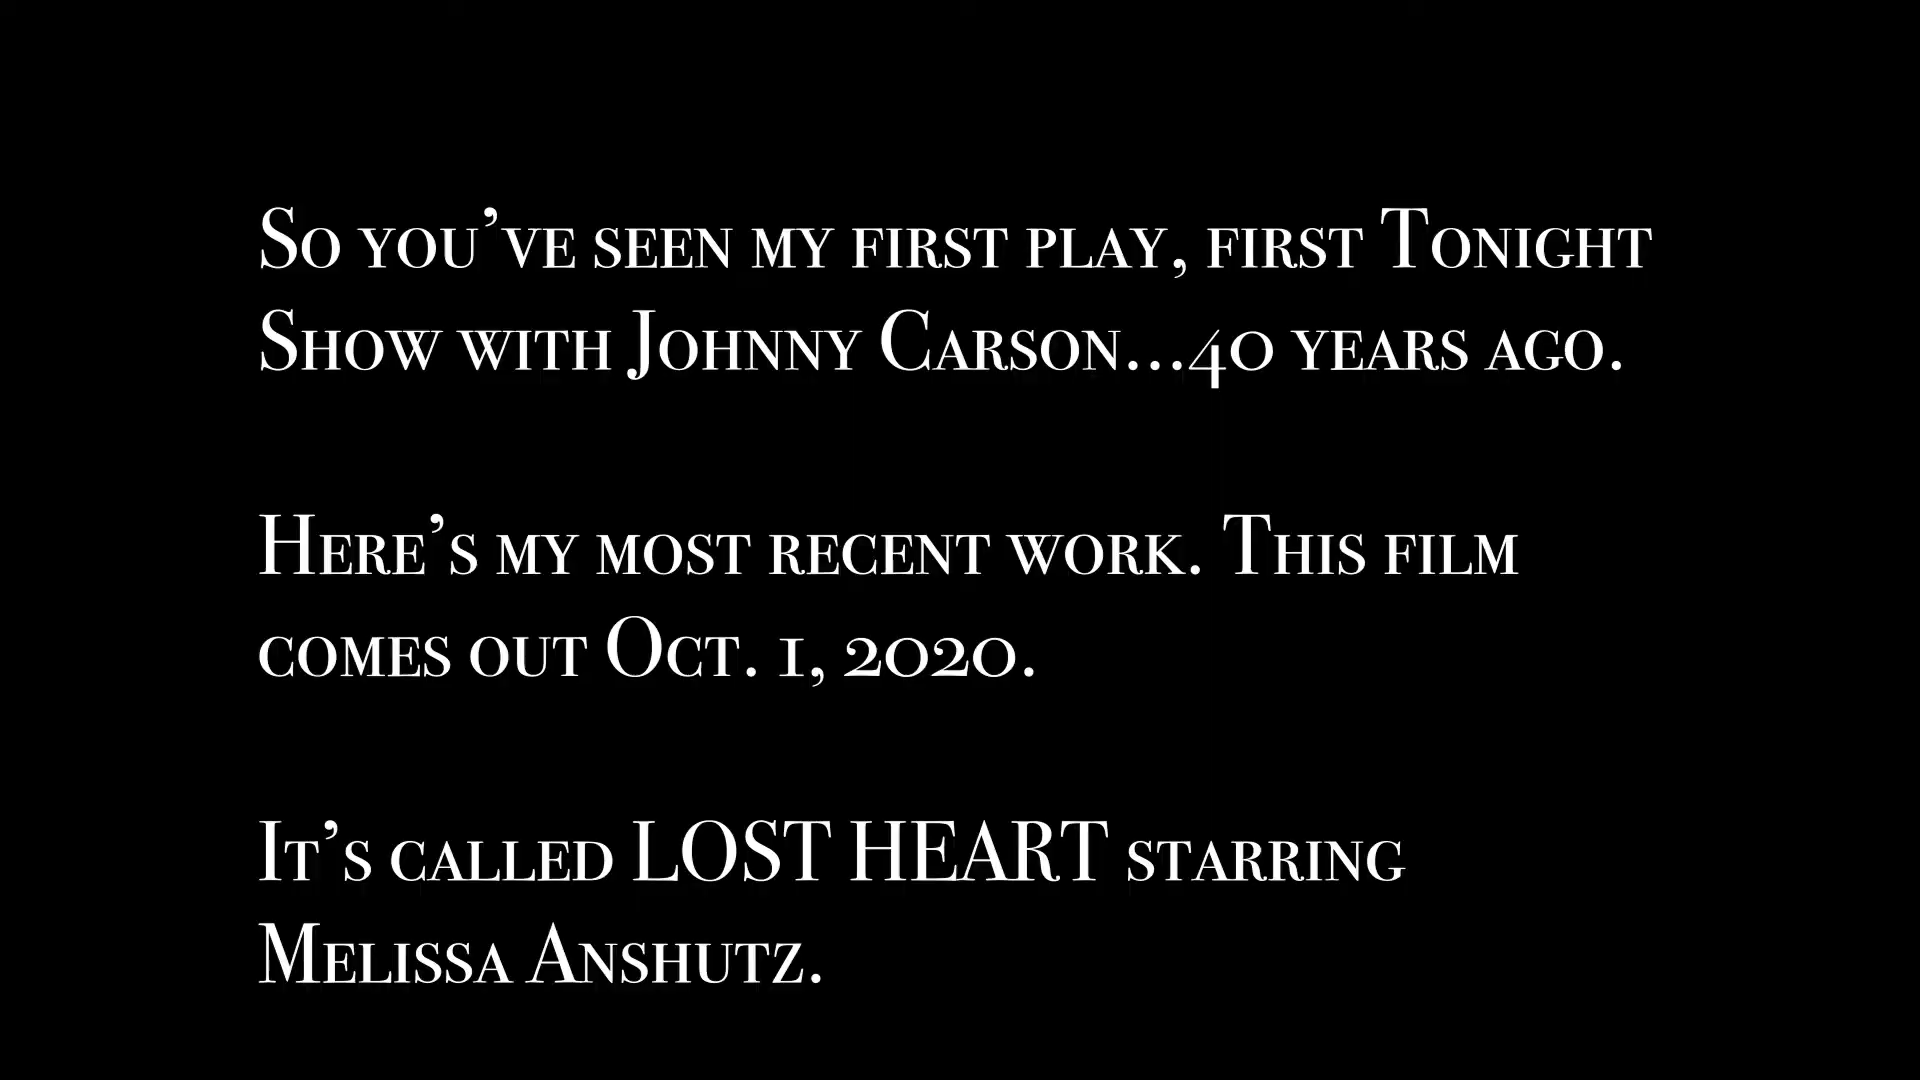 So you’ve seen my first play, first Tonight
Show with Johnny Carson...40 years ago.
Here’s my most recent work. This film
comes out Oct. 1, 2020.
It’s called LOST HEART starring
Melissa Anshutz.